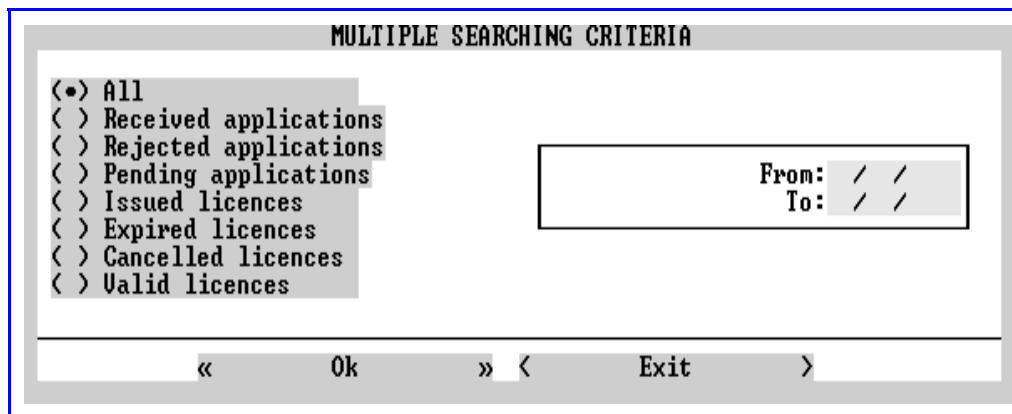 MULTIPLE SEARCHING CRITERIA
(•) All
( ) Received applications
( ) Rejected applications
( ) Pending applications
( ) Issued licences
( ) Expired licences
( ) Cancelled licences
( ) Valid licences
From: / /
To: / /
« Ok » < Exit >